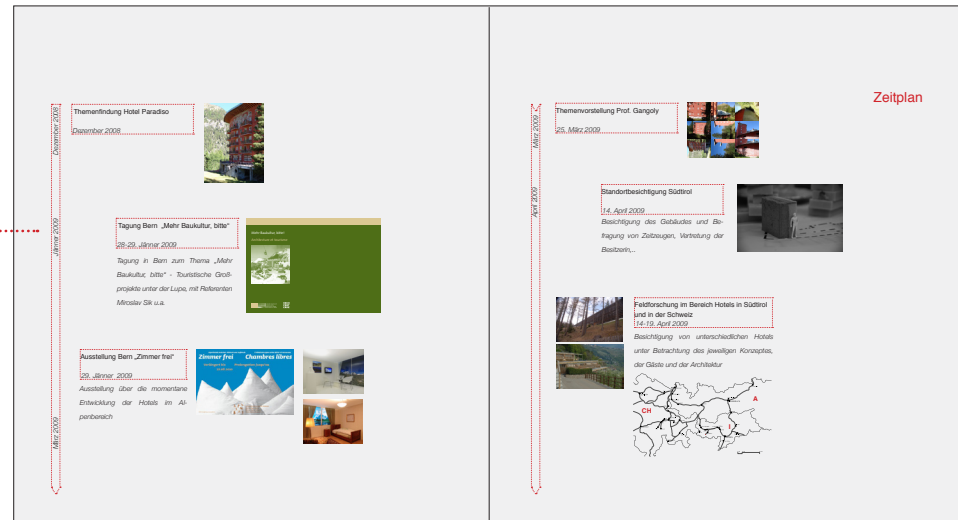 Dezember 2008
Themenfindung Hotel Paradiso
Dezember 2008
Jänner 2009
Tagung Bern „Mehr Baukultur, bitte“
28-29. Jänner 2009
Tagung in Bern zum Thema „Mehr
Baukultur, bitte“ - Touristische Groß-
projekte unter der Lupe, mit Referenten
Miroslav Sik u.a.
Mehr Baukultur, bitte!
Ausstellung Bern „Zimmer frei“
29. Jänner 2009
Ausstellung über die momentane
Entwicklung der Hotels im Al-
penbereich
Zimmer frei Chambres libres
März 2009
Zeitplan
März 2009
Themenvorstellung Prof. Gangoly
25. März 2009
April 2009
Standortbesichtigung Südtirol
14. April 2009
Besichtigung des Gebäudes und Be-
fragung von Zeitzeugen, Vertretung der
Besitzerin,..
Feldforschung im Bereich Hotels in Südtirol
und in der Schweiz
14-19. April 2009
Besichtigung von unterschiedlichen Hotels
unter Betrachtung des jeweiligen Konzeptes,
der Gäste und der Architektur
A
CH
I